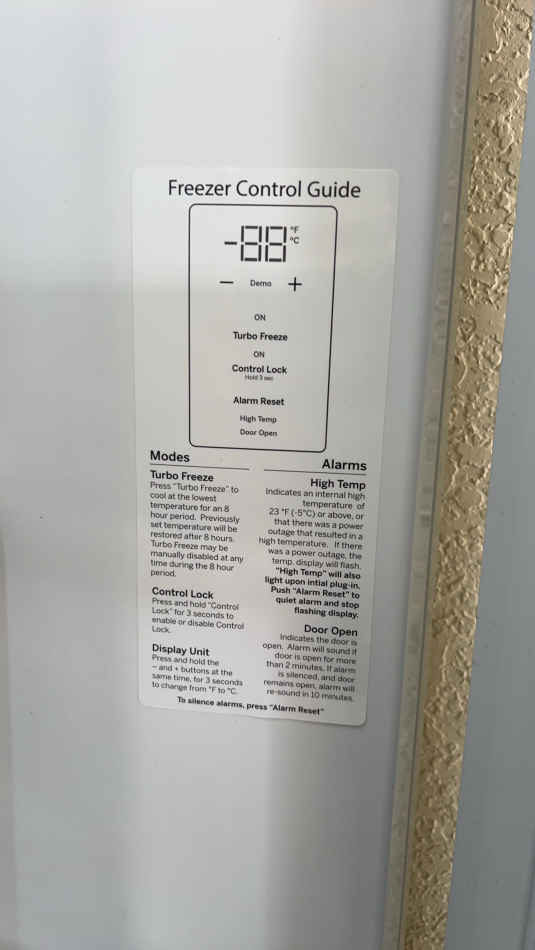 Freezer Control Guide
-88 °F
°C
− Demo +
ON
Turbo Freeze
ON
Control Lock
Hold 3 sec
Alarm Reset
High Temp
Door Open
Modes
Turbo Freeze
Press "Turbo Freeze" to
cool at the lowest
temperature for an 8
hour period. Previously
set temperature will be
restored after 8 hours.
Turbo Freeze may be
manually disabled at any
time during the 8 hour
period.
Control Lock
Press and hold "Control
Lock" for 3 seconds to
enable or disable Control
Lock.
Display Unit
Press and hold the
− and + buttons at the
same time, for 3 seconds
to change from °F to °C.
Alarms
High Temp
Indicates an internal high
temperature of
23 °F (-5°C) or above, or
that there was a power
outage that resulted in a
high temperature. If there
was a power outage, the
temp. display will flash.
"High Temp" will also
light upon intial plug-in.
Push "Alarm Reset" to
quiet alarm and stop
flashing display.
Door Open
Indicates the door is
open. Alarm will sound if
door is open for more
than 2 minutes. If alarm
is silenced, and door
remains open, alarm will
re-sound in 10 minutes.
To silence alarms, press "Alarm Reset"